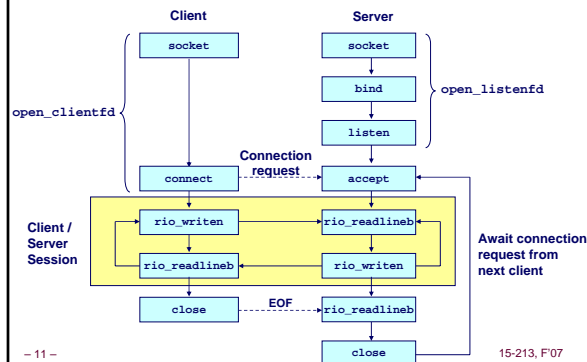 Client Server
socket socket
open_clientfd bind open_listenfd
listen
Connection
request
connect accept
Client /
Server
Session
rio_writen rio_readlineb
rio_readlineb rio_writen
Await connection
request from
next client
close EOF rio_readlineb
close
– 11 – 15-213, F’07